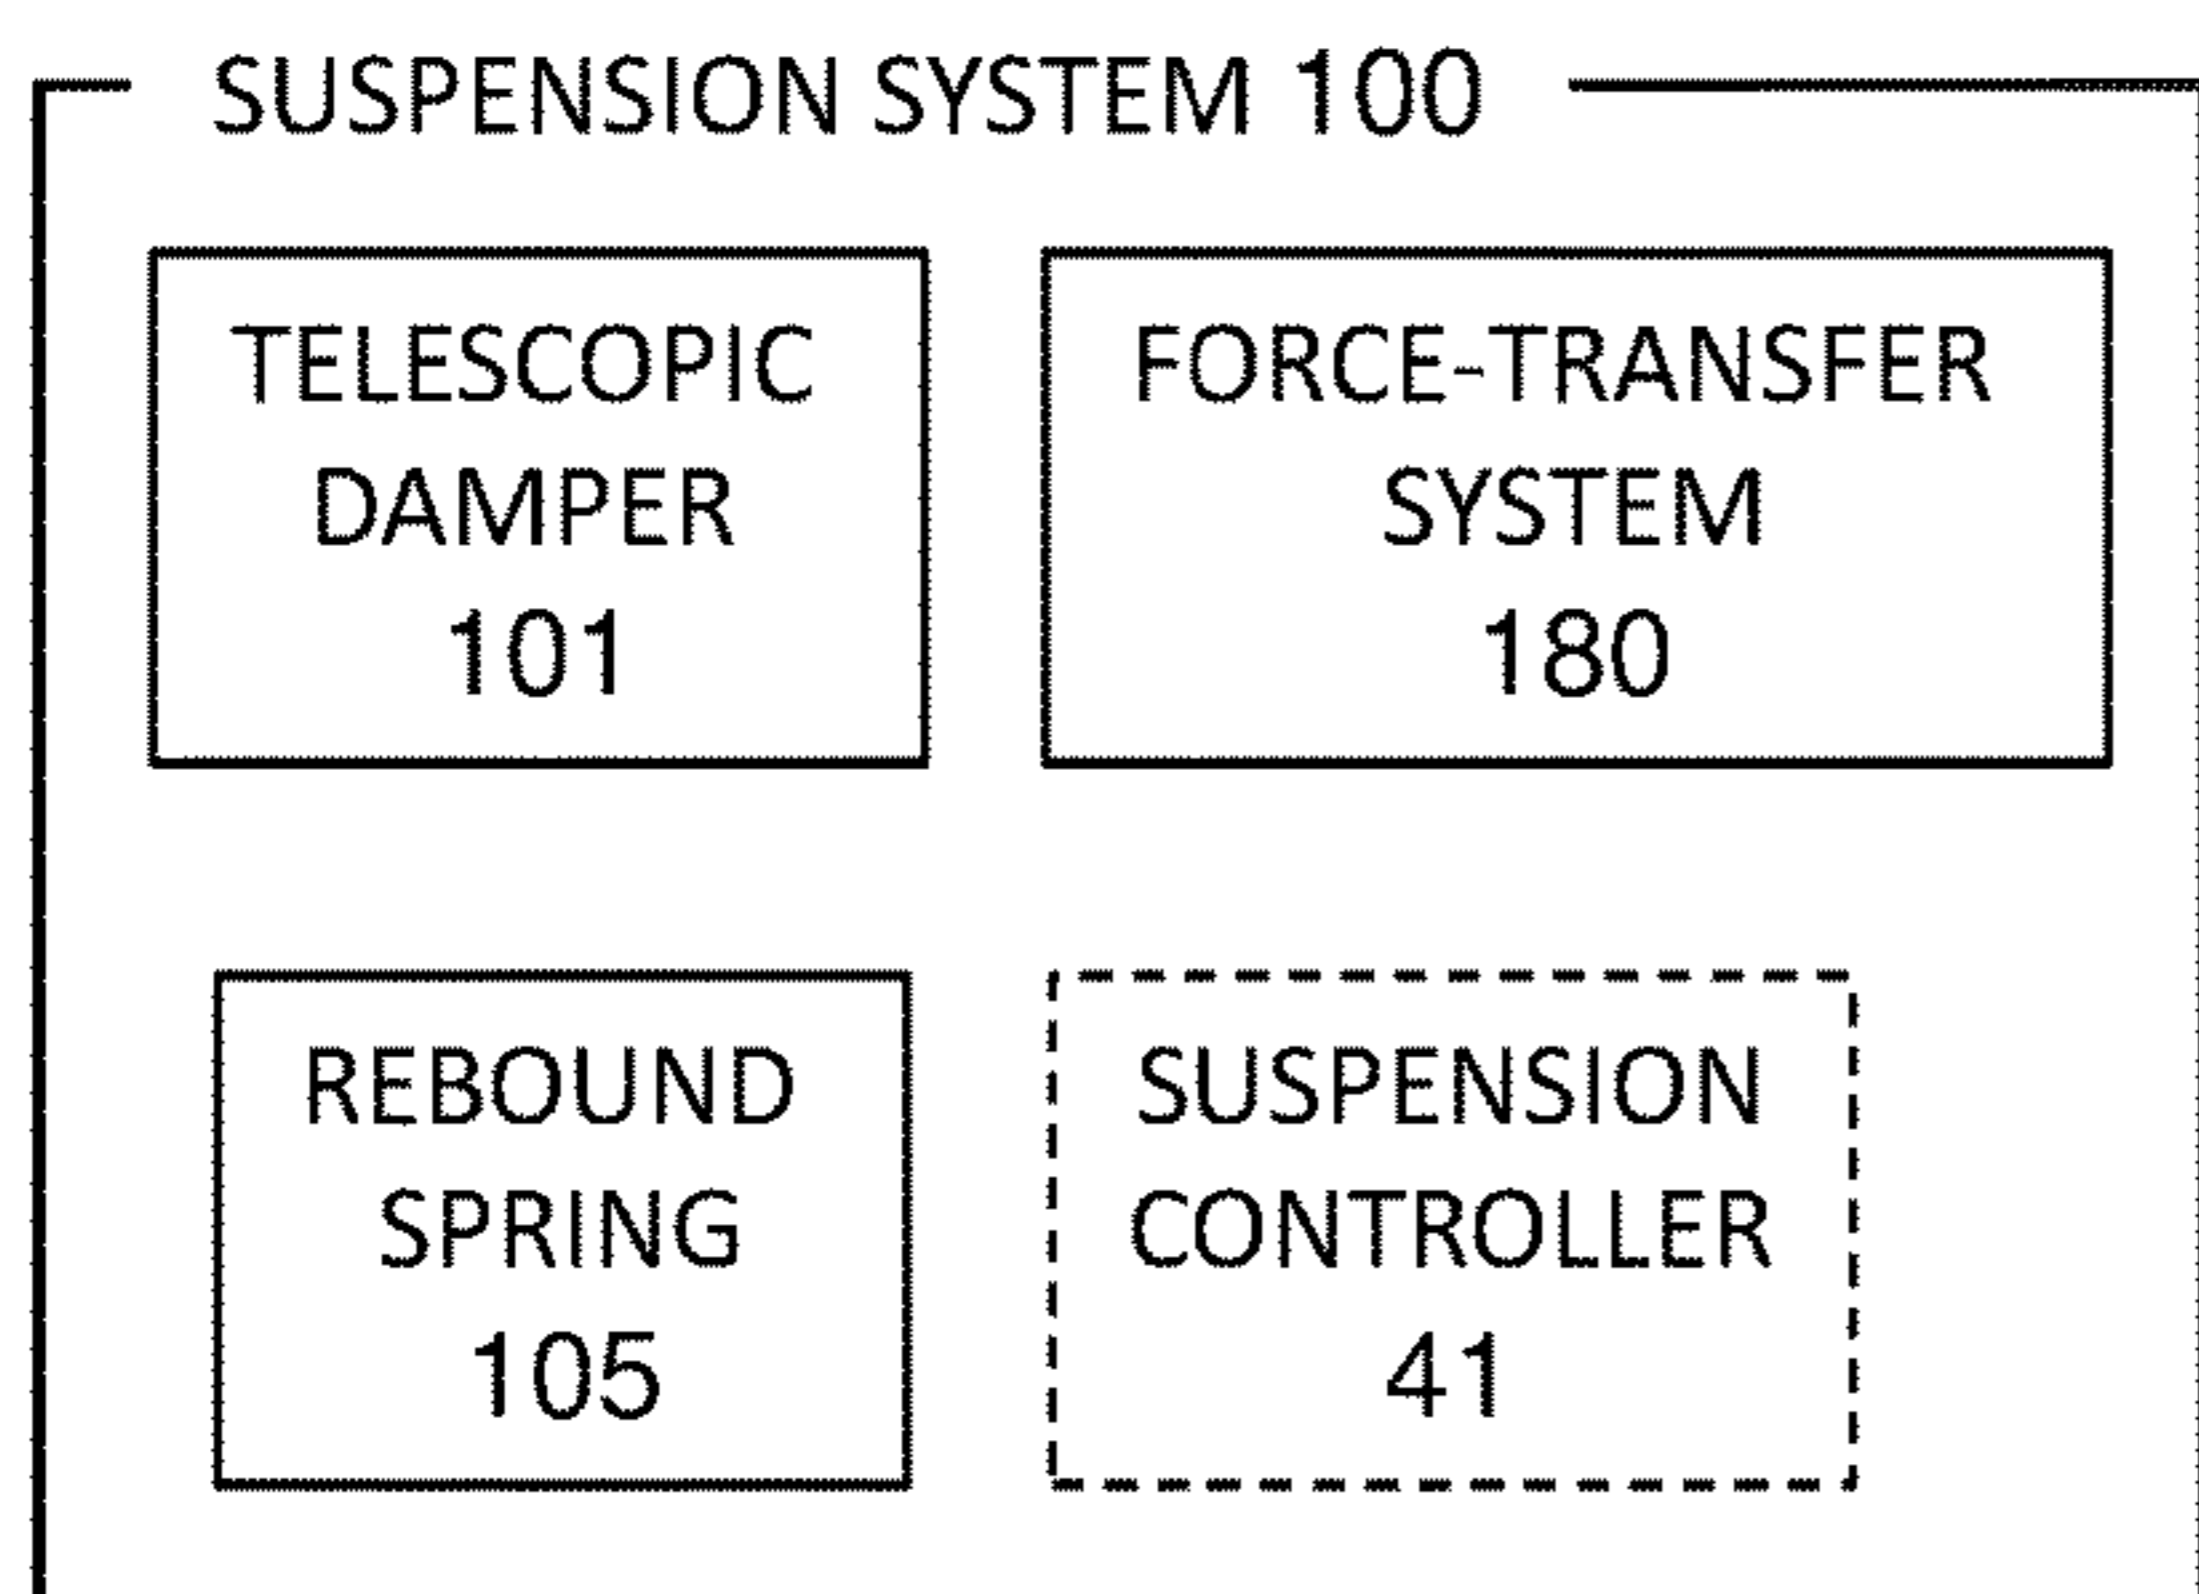 SUSPENSION SYSTEM 100
TELESCOPIC
DAMPER
101
FORCE-TRANSFER
SYSTEM
180
REBOUND
SPRING
105
SUSPENSION
CONTROLLER
41